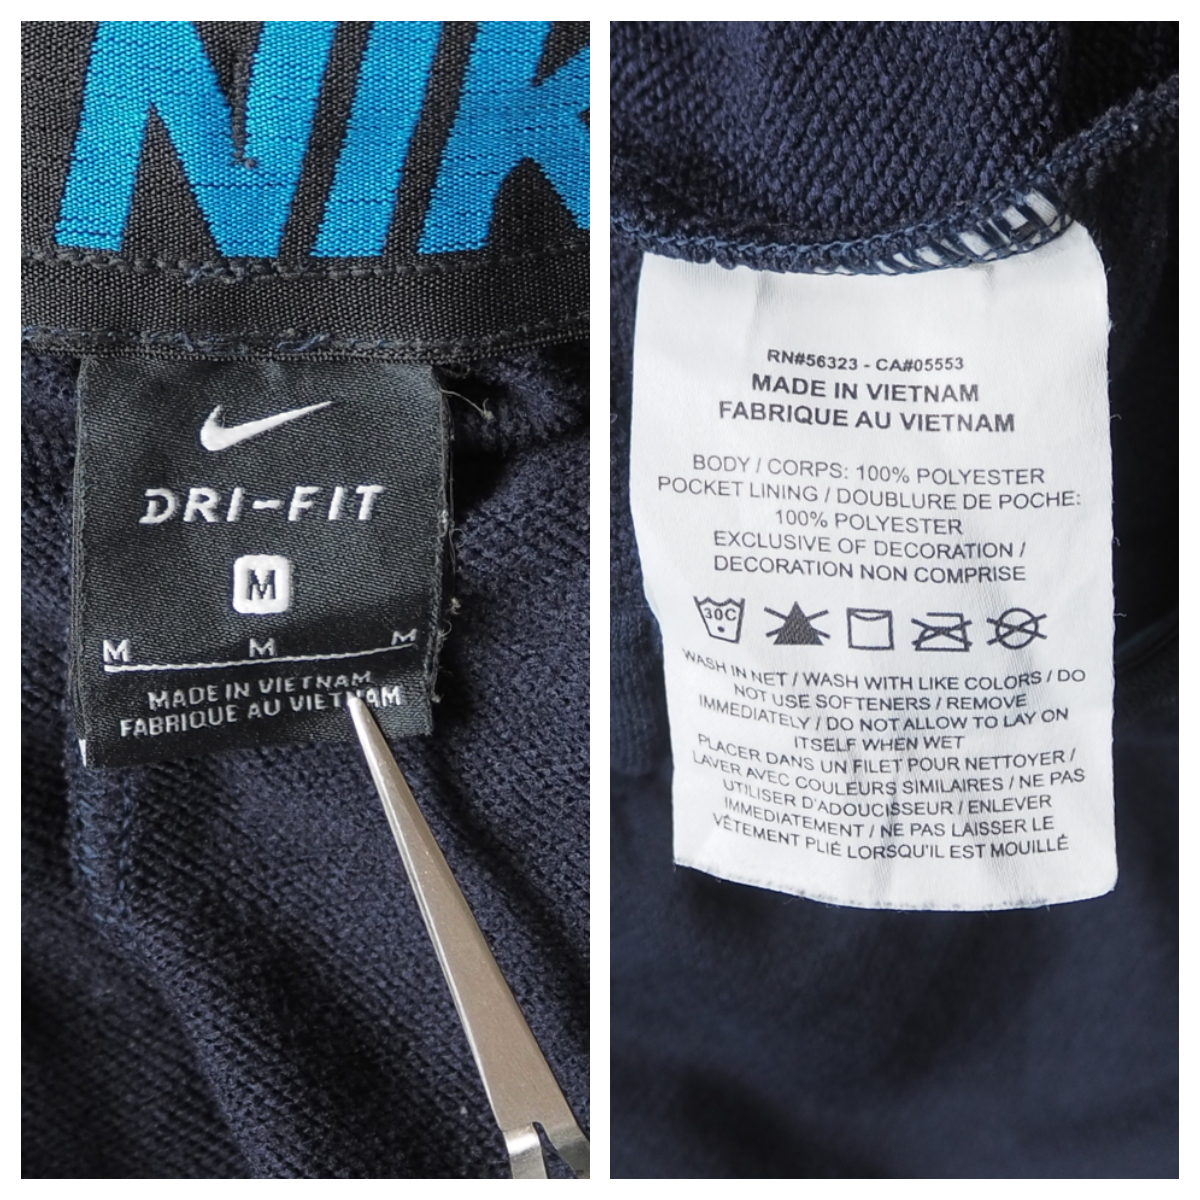 NIK
DRI-FIT
M
M M M
MADE IN VIETNAM
FABRIQUE AU VIETNAM
RN#56323 - CA#05553
MADE IN VIETNAM
FABRIQUE AU VIETNAM
BODY / CORPS: 100% POLYESTER
POCKET LINING / DOUBLURE DE POCHE:
100% POLYESTER
EXCLUSIVE OF DECORATION /
DECORATION NON COMPRISE
30C
WASH IN NET / WASH WITH LIKE COLORS / DO
NOT USE SOFTENERS / REMOVE
IMMEDIATELY / DO NOT ALLOW TO LAY ON
ITSELF WHEN WET
PLACER DANS UN FILET POUR NETTOYER /
LAVER AVEC COULEURS SIMILAIRES / NE PAS
UTILISER D'ADOUCISSEUR / ENLEVER
IMMEDIATEMENT / NE PAS LAISSER LE
VÊTEMENT PLIÉ LORSQU'IL EST MOUILLÉ